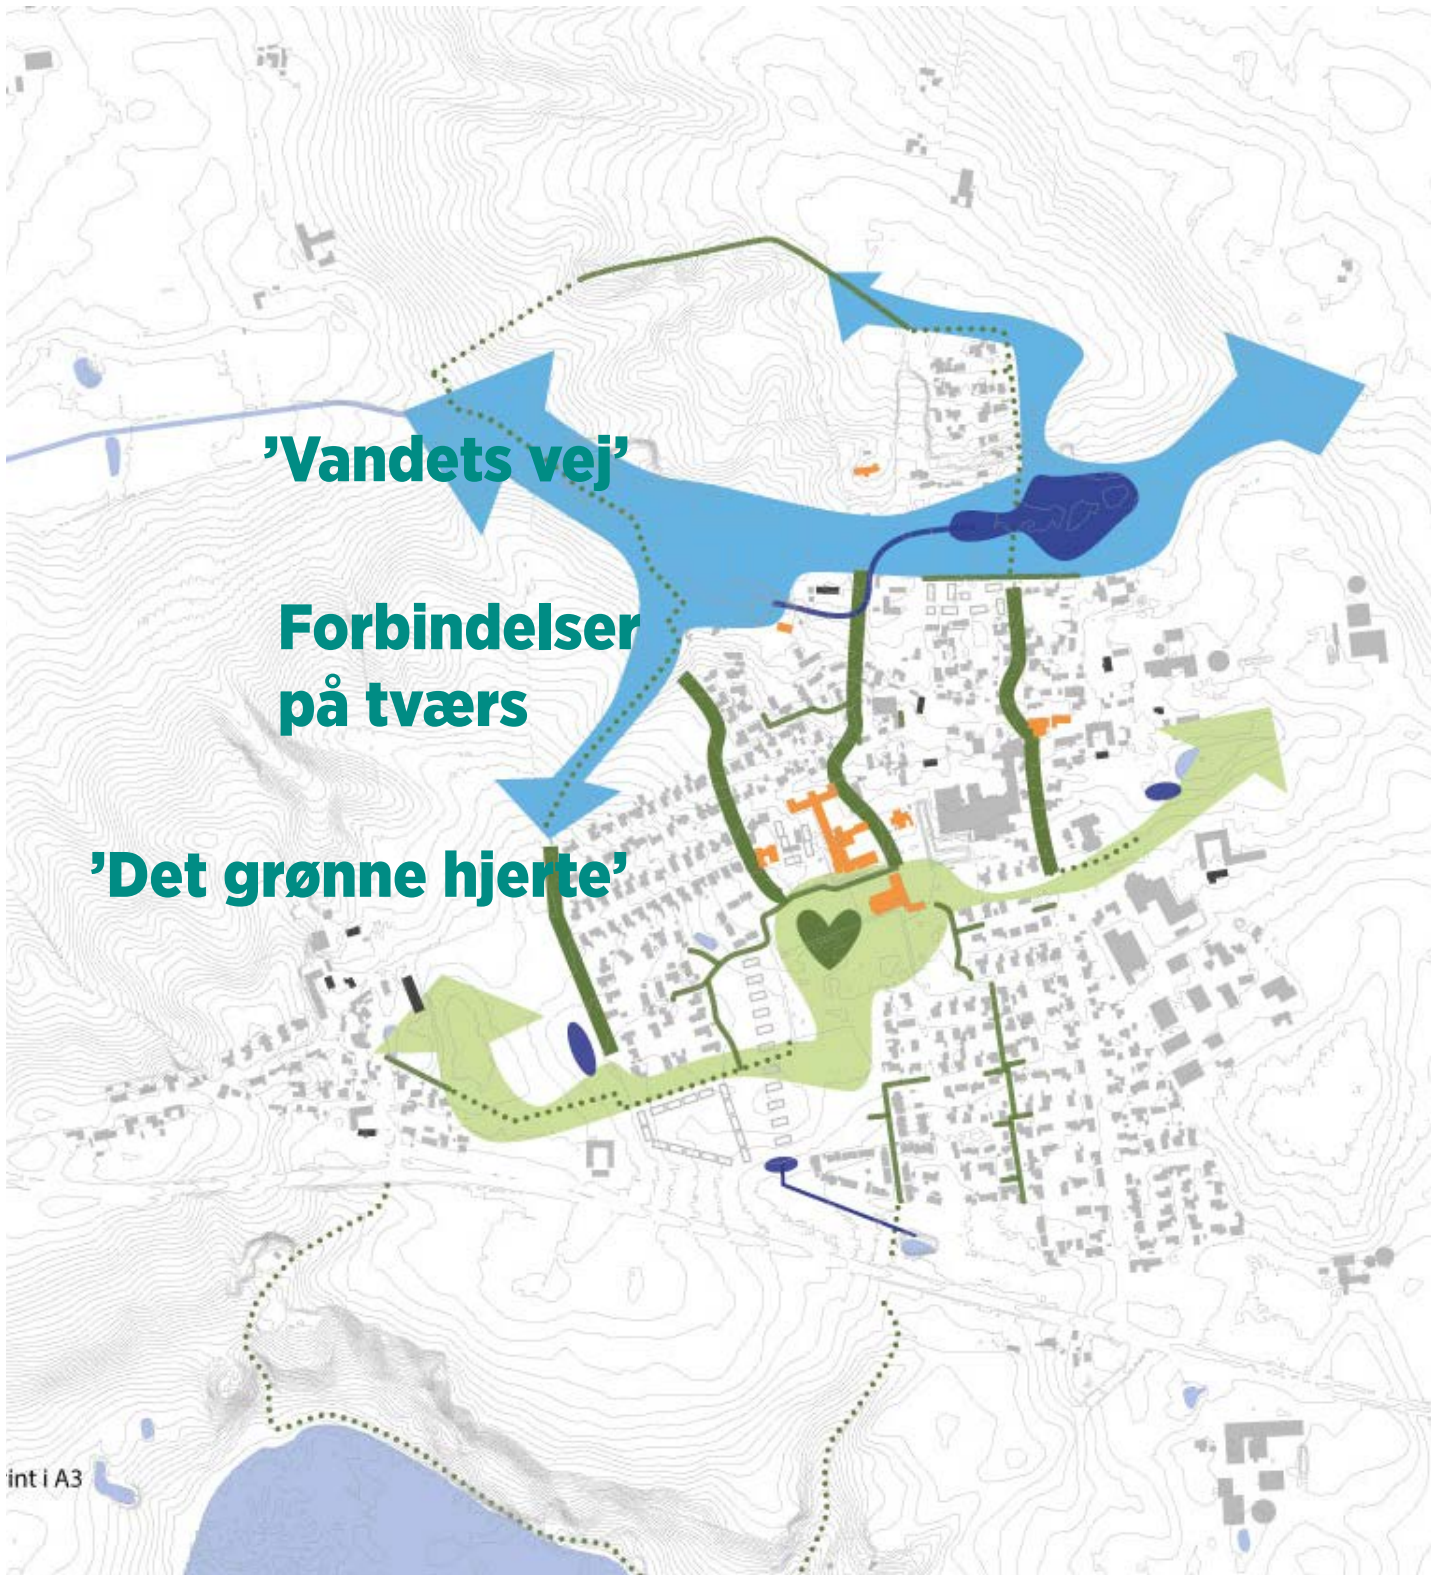 ’Vandets vej’
Forbindelser
på tværs
’Det grønne hjerte’
int i A3